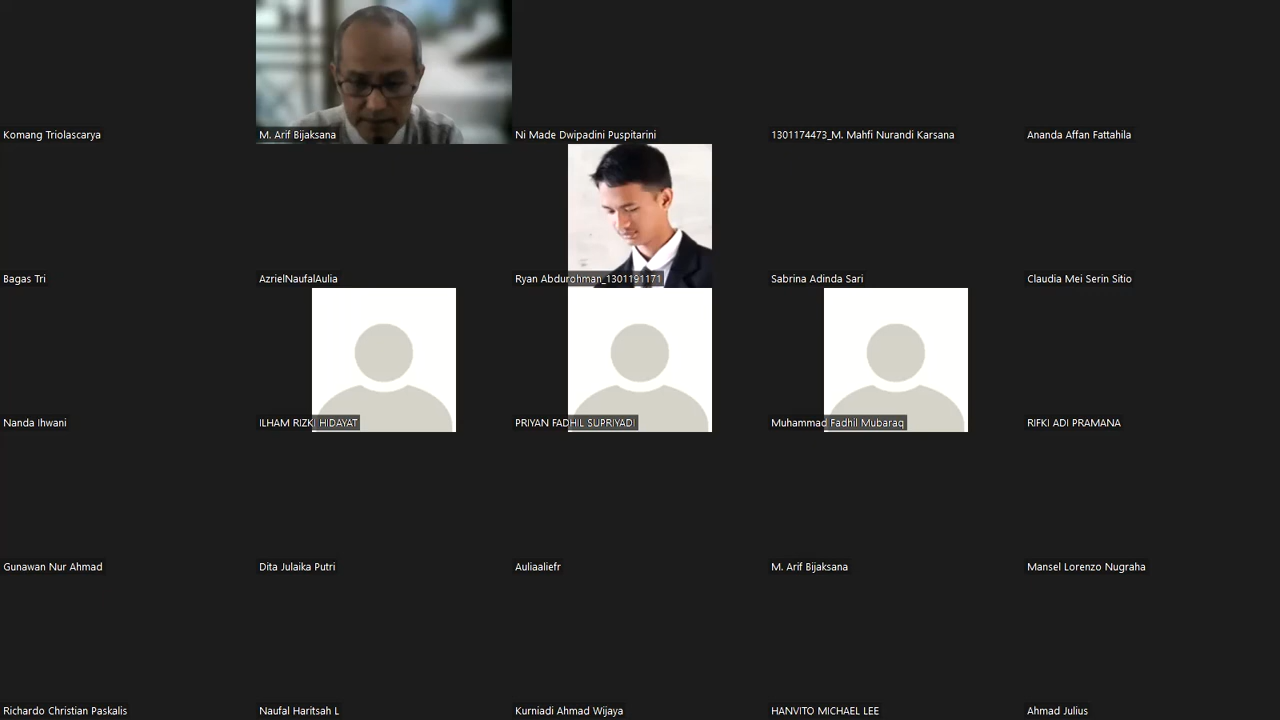 Komang Triolascarya
M. Arif Bijaksana
Ni Made Dwipadini Puspitarini
1301174473_M. Mahfi Nurandi Karsana
Ananda Affan Fattahila
Bagas Tri
AzrielNaufalAulia
Ryan Abdurohman_1301191171
Sabrina Adinda Sari
Claudia Mei Serin Sitio
Nanda Ihwani
ILHAM RIZKI HIDAYAT
PRIYAN FADHIL SUPRIYADI
Muhammad Fadhil Mubaraq
RIFKI ADI PRAMANA
Gunawan Nur Ahmad
Dita Julaika Putri
Auliaaliefr
M. Arif Bijaksana
Mansel Lorenzo Nugraha
Richardo Christian Paskalis
Naufal Haritsah L
Kurniadi Ahmad Wijaya
HANVITO MICHAEL LEE
Ahmad Julius